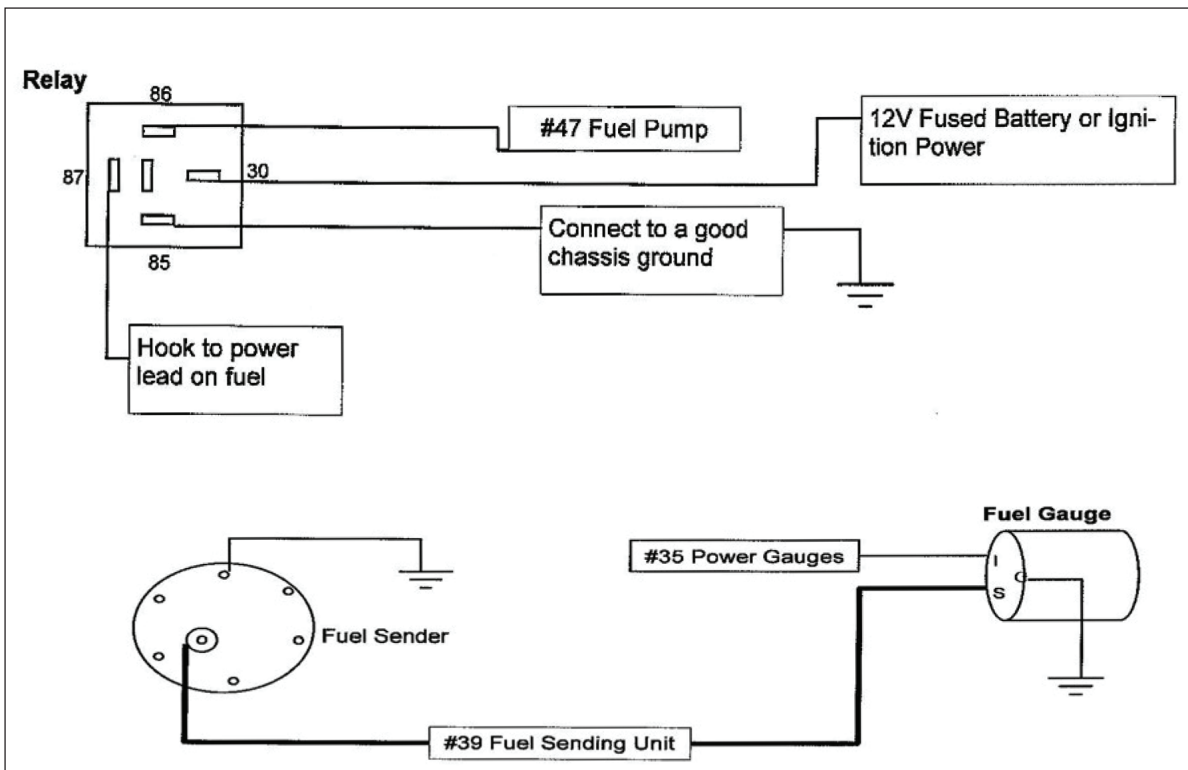 Relay
86
#47 Fuel Pump
12V Fused Battery or Igni-
tion Power
87
30
Connect to a good
chassis ground
85
Hook to power
lead on fuel
Fuel Gauge
#35 Power Gauges
I
G
S
Fuel Sender
#39 Fuel Sending Unit